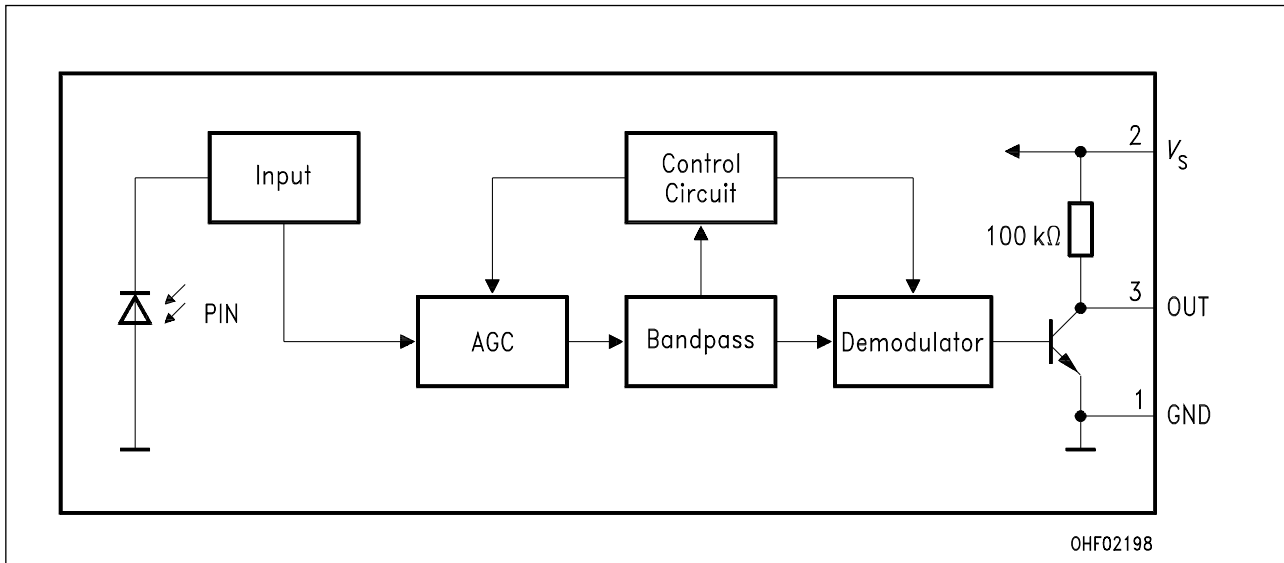 Input
Control
Circuit
2
V_S
100 kΩ
PIN
3
OUT
AGC
Bandpass
Demodulator
1
GND
OHF02198